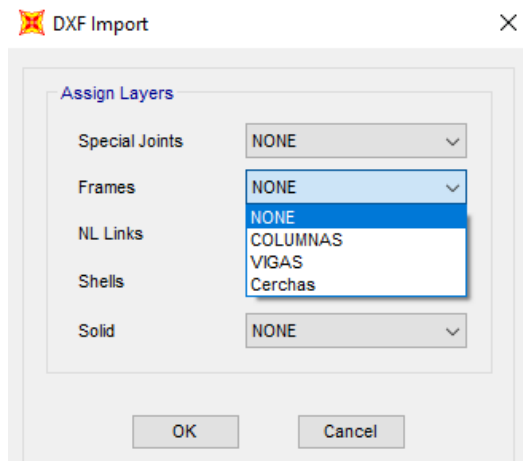 DXF Import
Assign Layers
Special Joints NONE
Frames NONE
NONE
COLUMNAS
VIGAS
Cerchas
NL Links
Shells
Solid NONE
OK Cancel